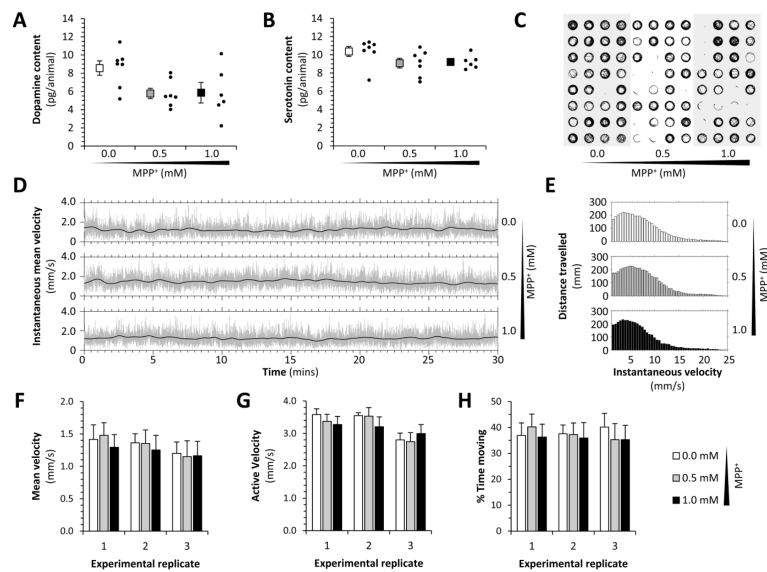 A
Dopamine content
(pg/animal)
14
12
10
8
6
4
2
0
0.0
0.5
1.0
MPP⁺ (mM)
B
Serotonin content
(pg/animal)
14
12
10
8
6
4
2
0
0.0
0.5
1.0
MPP⁺ (mM)
C
0.0
0.5
1.0
MPP⁺ (mM)
D
Instantaneous mean velocity
(mm/s)
4.0
2.0
0
0.0
4.0
2.0
0
0.5
4.0
2.0
0
1.0
MPP⁺ (mM)
0
5
10
15
20
25
30
Time (mins)
E
Distance travelled
(mm)
300
200
100
0
0.0
300
200
100
0
0.5
300
200
100
0
1.0
MPP⁺ (mM)
5
10
15
20
25
Instantaneous velocity
(mm/s)
F
Mean velocity
(mm/s)
2.0
1.5
1.0
0.5
0.0
1
2
3
Experimental replicate
G
Active Velocity
(mm/s)
4.0
3.0
2.0
1.0
0.0
1
2
3
Experimental replicate
H
% Time moving
50
40
30
20
10
0
1
2
3
Experimental replicate
0.0 mM
0.5 mM
1.0 mM
MPP⁺